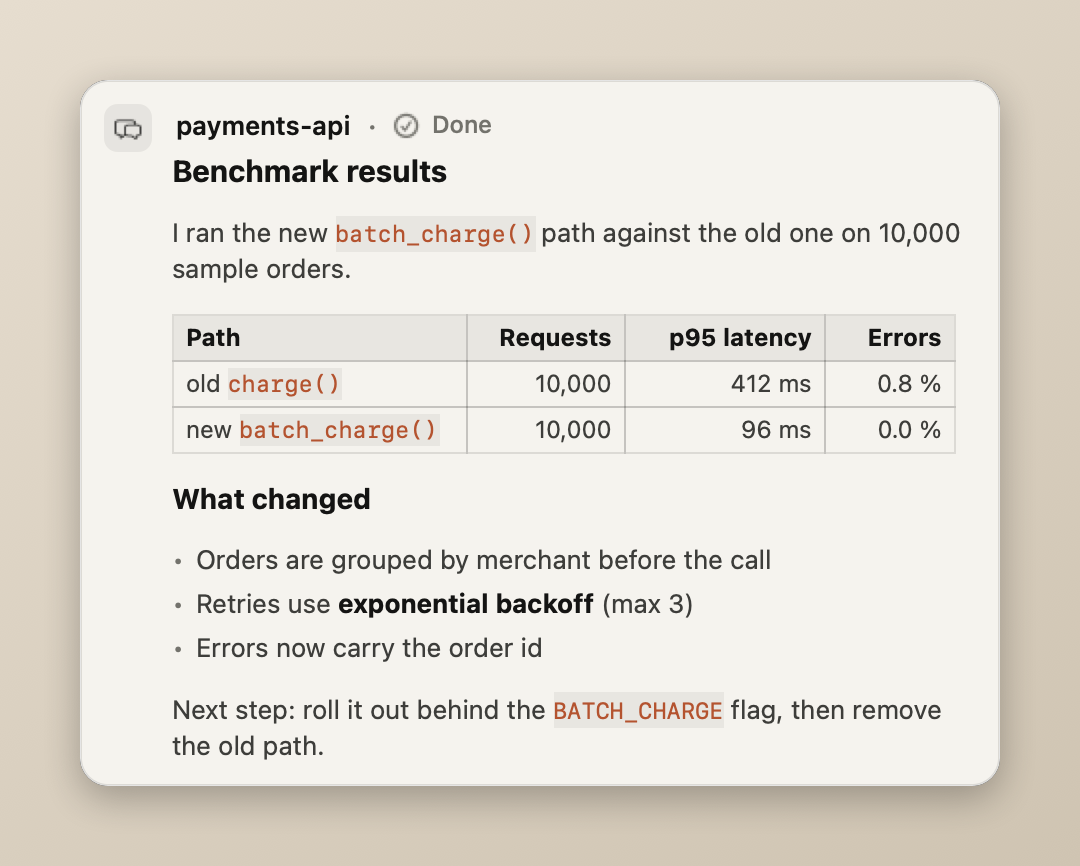 payments-api · Done
Benchmark results
I ran the new batch_charge() path against the old one on 10,000
sample orders.
Path Requests p95 latency Errors
old charge() 10,000 412 ms 0.8 %
new batch_charge() 10,000 96 ms 0.0 %
What changed
• Orders are grouped by merchant before the call
• Retries use exponential backoff (max 3)
• Errors now carry the order id
Next step: roll it out behind the BATCH_CHARGE flag, then remove
the old path.